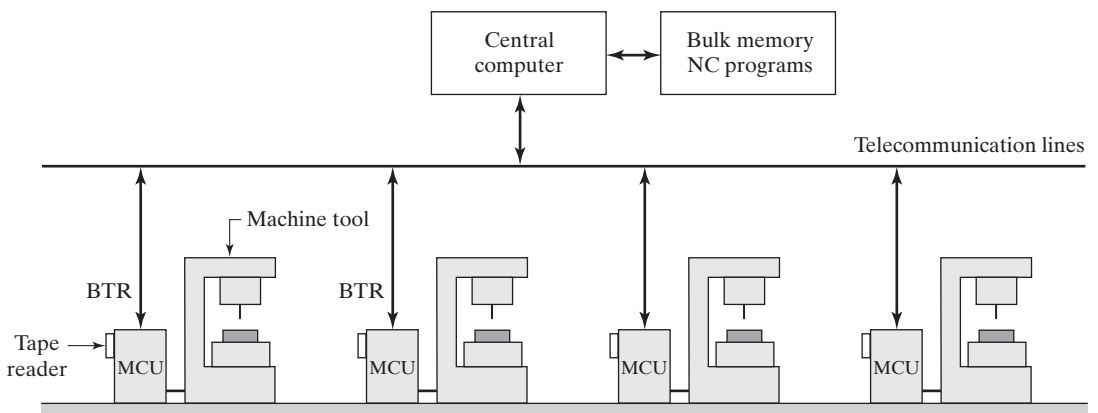 Central
computer
Bulk memory
NC programs
Telecommunication lines
Machine tool
BTR
BTR
Tape
reader
MCU
MCU
MCU
MCU